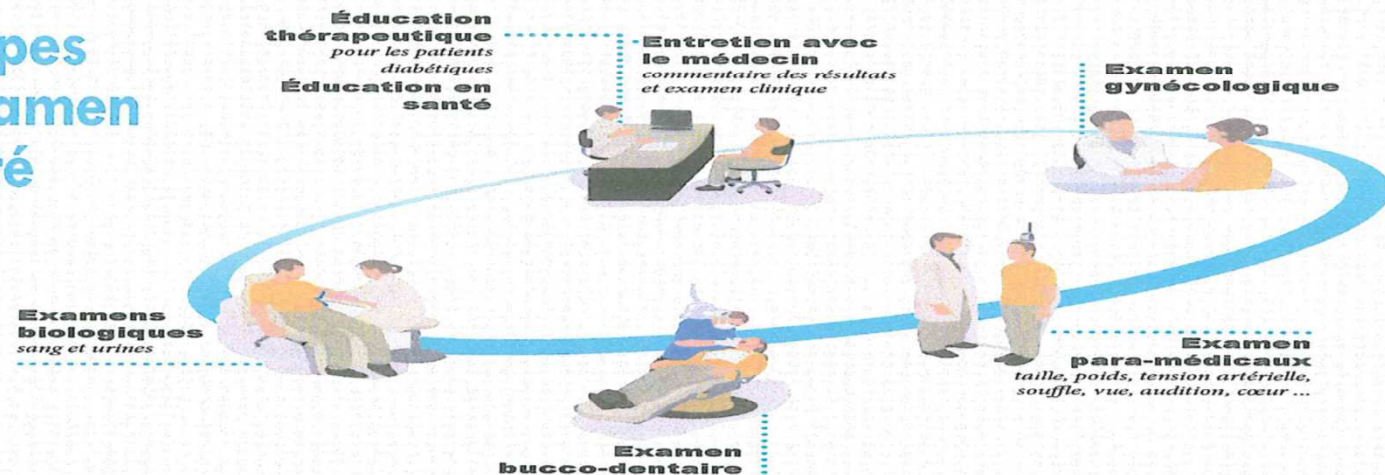 pes
amen
é
Éducation
thérapeutique
pour les patients
diabétiques
Éducation en
santé
Entretien avec
le médecin
commentaire des résultats
et examen clinique
Examen
gynécologique
Examens
biologiques
sang et urines
Examen
para-médicaux
taille, poids, tension artérielle,
souffle, vue, audition, cœur ...
Examen
bucco-dentaire